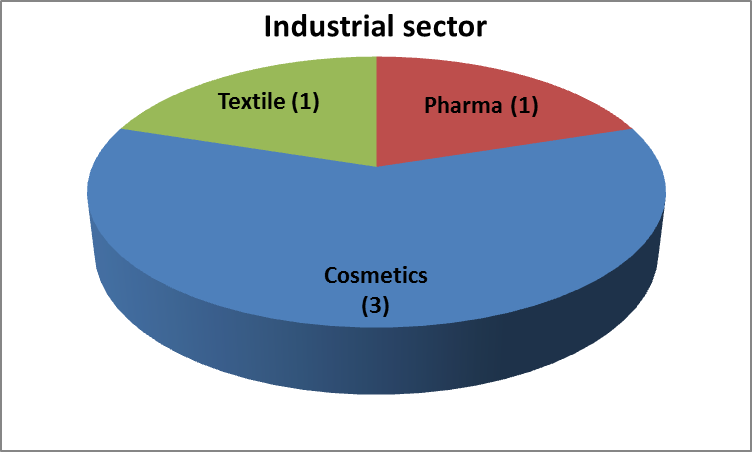 Industrial sector
Textile (1)
Pharma (1)
Cosmetics
(3)